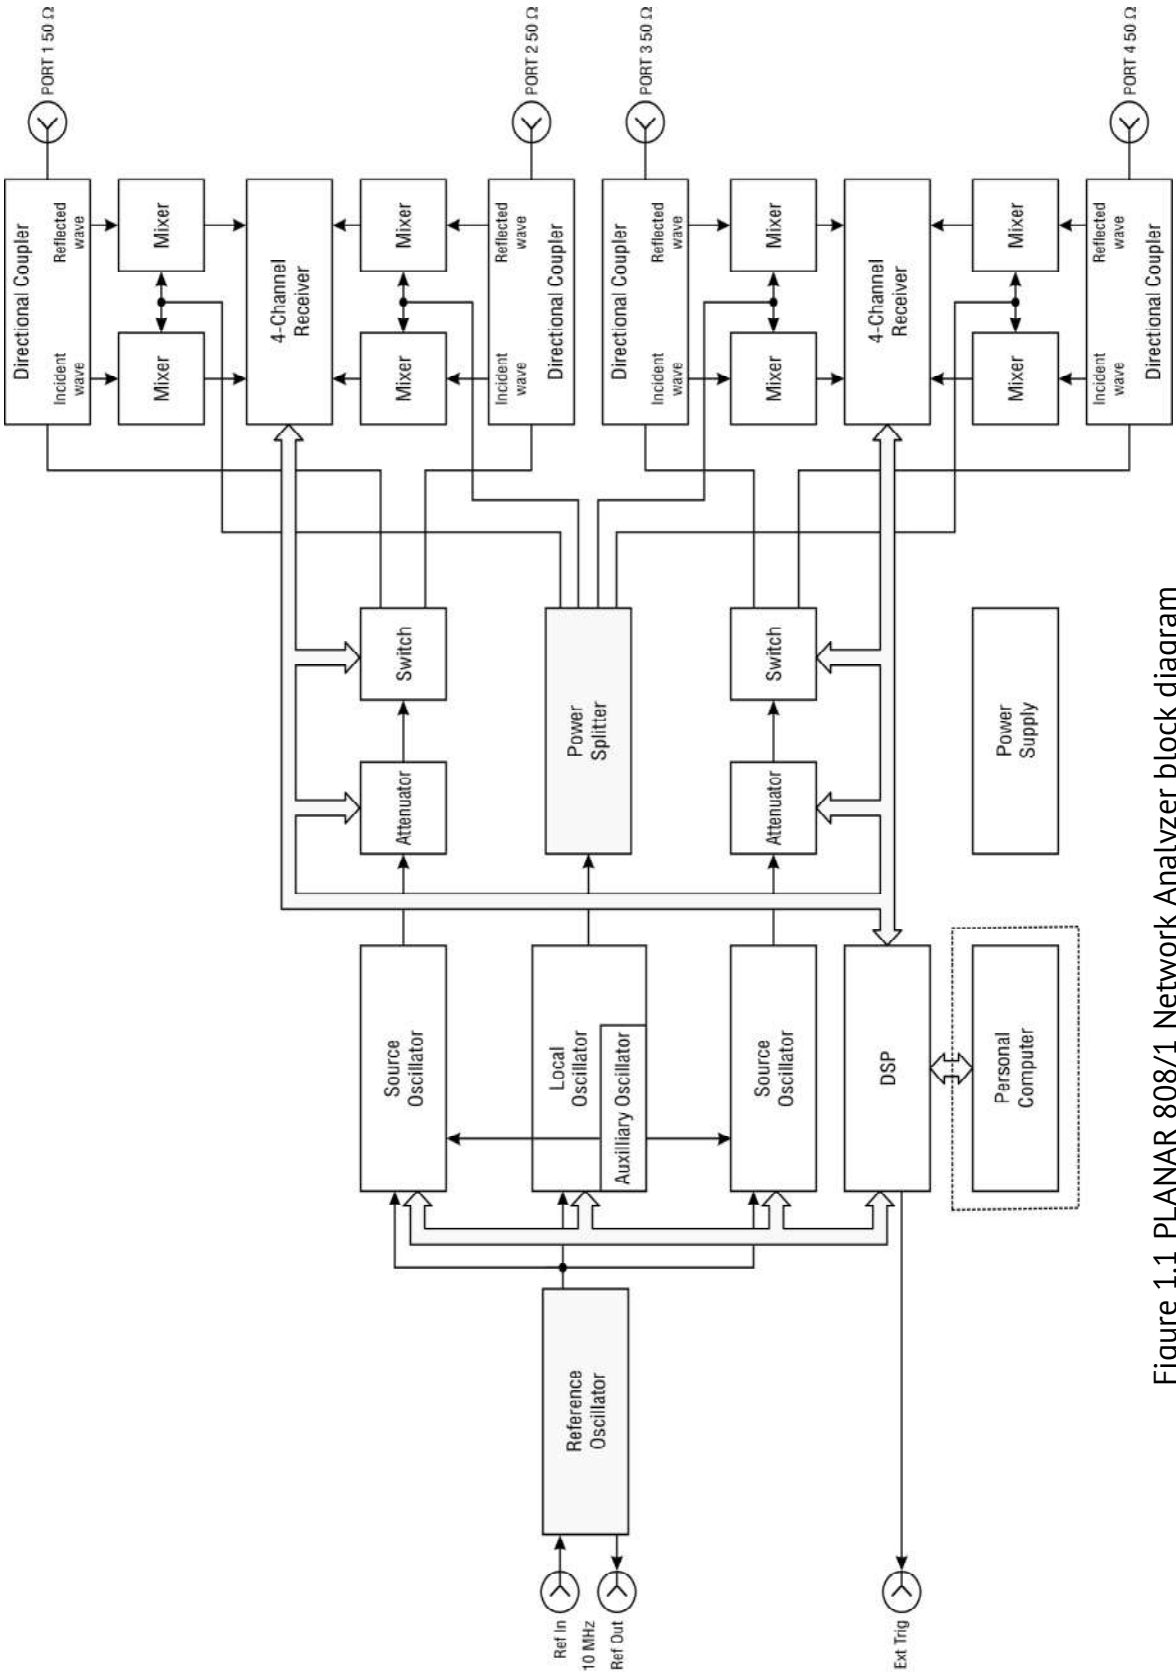 Directional Coupler
Incident
wave
Reflected
wave
PORT 1 50 Ω
Mixer
Mixer
4-Channel
Receiver
Source
Oscillator
Attenuator
Switch
Mixer
Mixer
Incident
wave
Reflected
wave
Directional Coupler
PORT 2 50 Ω
Ref In
10 MHz
Ref Out
Reference
Oscillator
Local
Oscillator
Auxilliary Oscillator
Power
Splitter
Directional Coupler
Incident
wave
Reflected
wave
PORT 3 50 Ω
Source
Oscillator
Attenuator
Switch
Mixer
Mixer
Ext Trig
DSP
4-Channel
Receiver
Personal
Computer
Power
Supply
Mixer
Mixer
Incident
wave
Reflected
wave
Directional Coupler
PORT 4 50 Ω
Figure 1.1 PLANAR 808/1 Network Analyzer block diagram